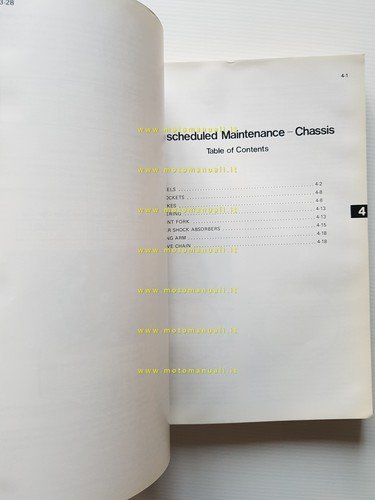 3-28
4-1
scheduled Maintenance – Chassis
Table of Contents
www.motomanuali.it
www.motomanuali.it
ELS 4-2
OCKETS 4-8
KES 4-8
ERING 4-13
NT FORK 4-13
R SHOCK ABSORBERS 4-15
NG ARM 4-18
VE CHAIN 4-18
4
www.motomanuali.it
www.motomanuali.it
www.motomanuali.it
www.motomanuali.it
www.motomanuali.it